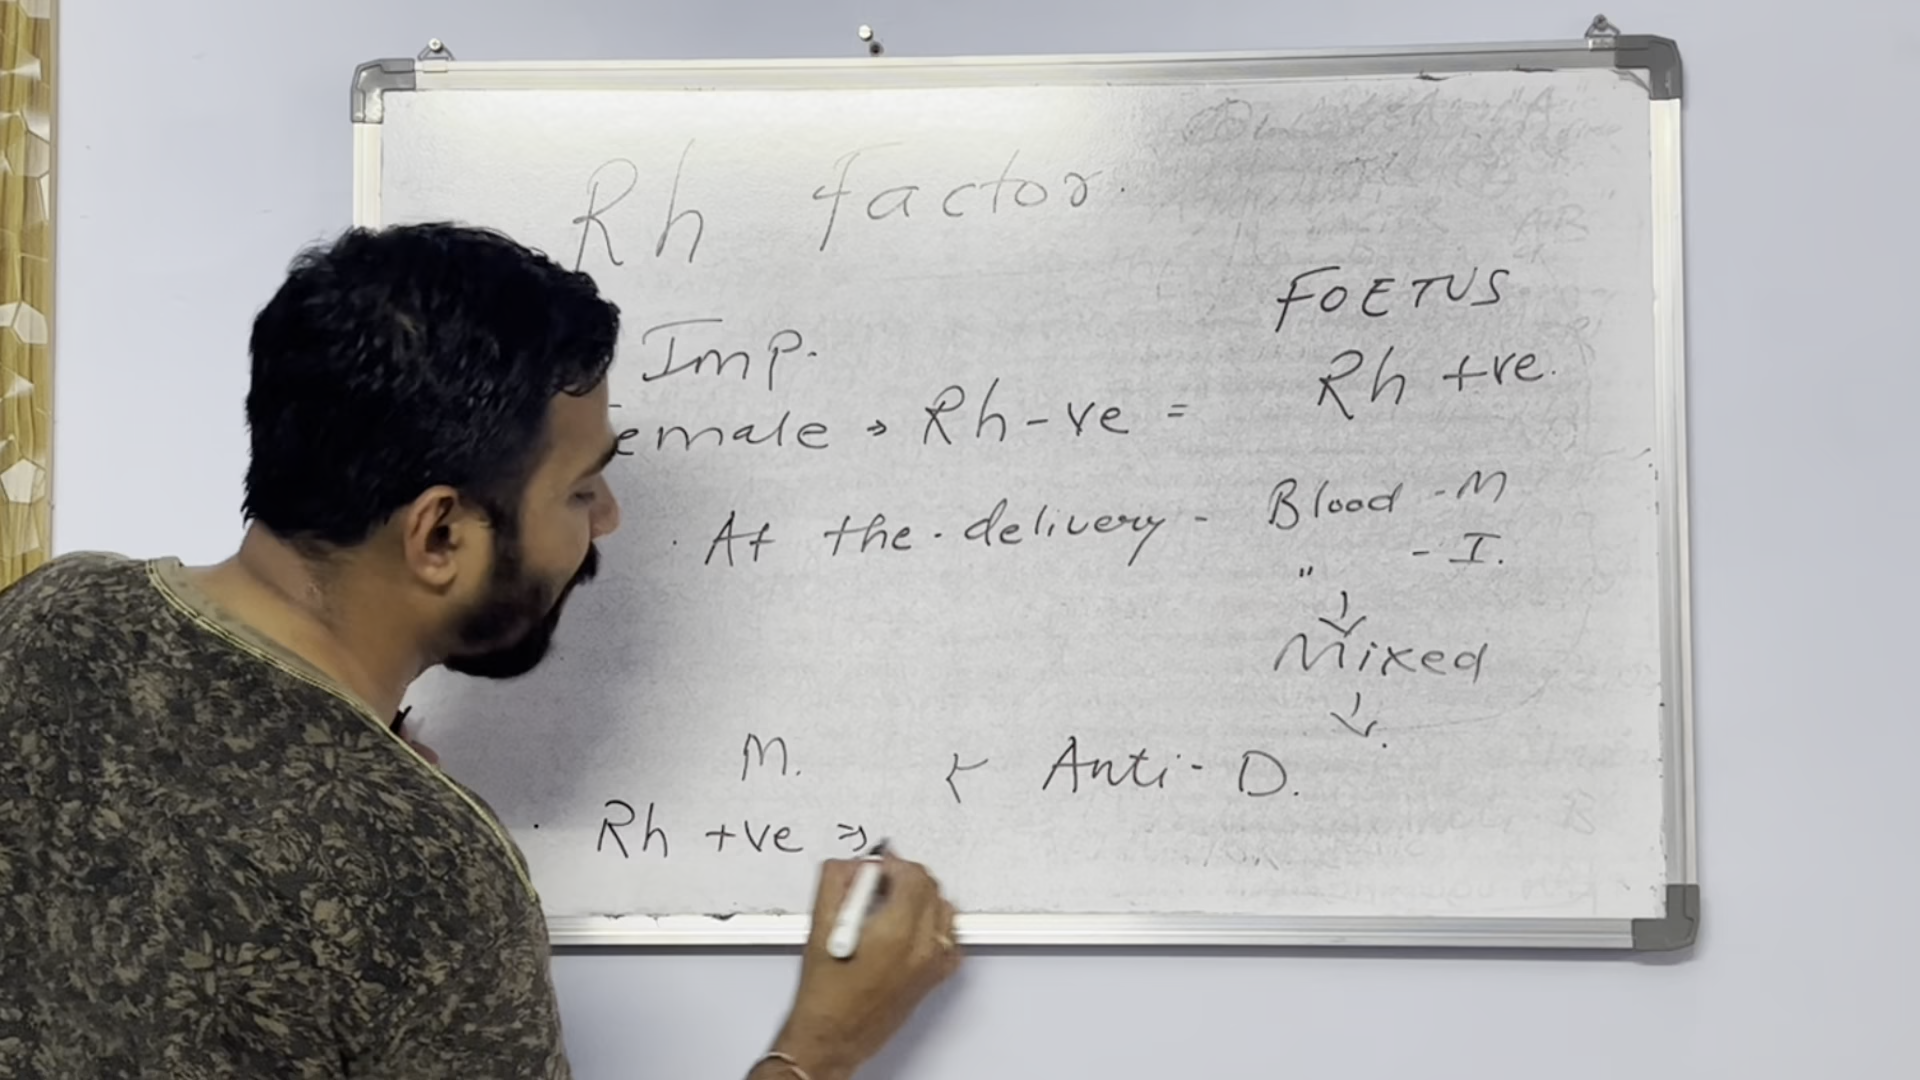 Rh factor.
Imp.
emale → Rh-ve =
FOETUS
Rh +ve.
At the delivery - Blood - M
" - I.
Mixed
Anti-D.
M.
Rh +ve ⇒